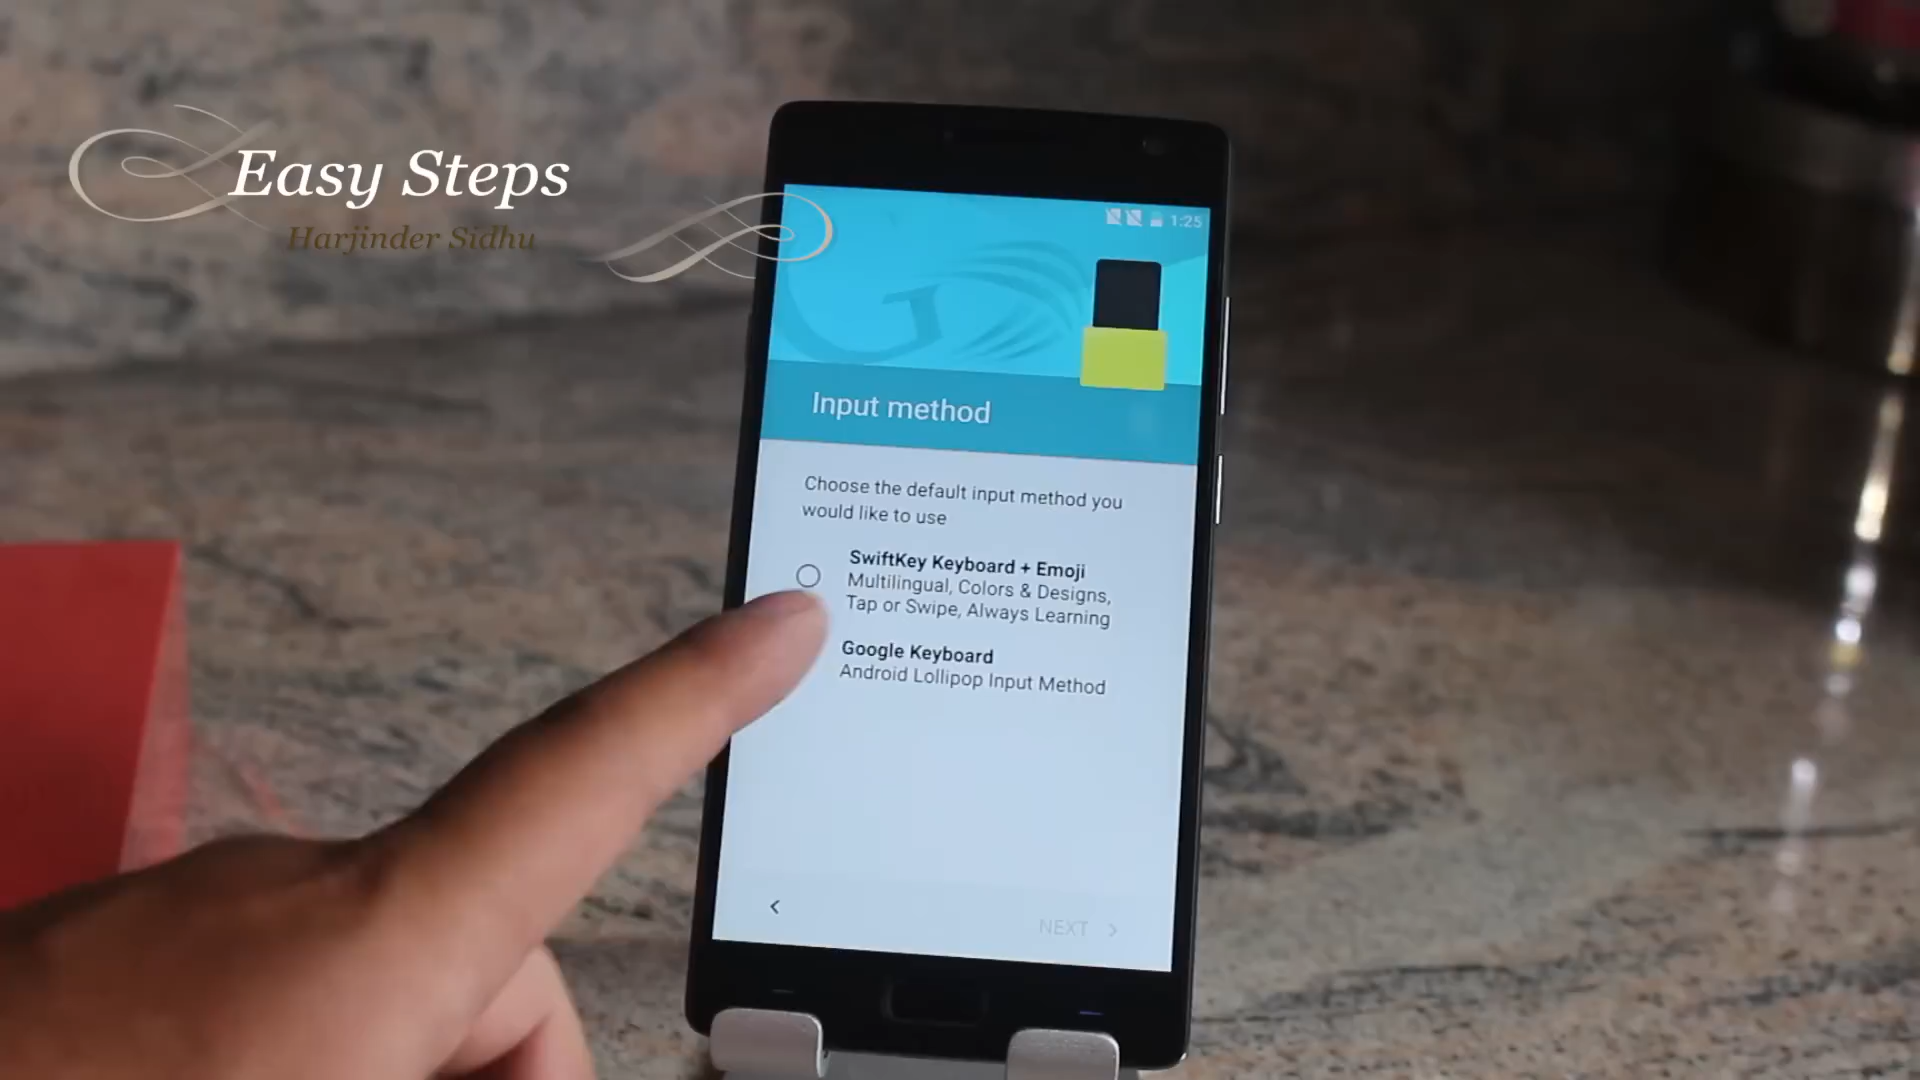 Easy Steps
Harjinder Sidhu
1:25
Input method
Choose the default input method you
would like to use
SwiftKey Keyboard + Emoji
Multilingual, Colors & Designs,
Tap or Swipe, Always Learning
Google Keyboard
Android Lollipop Input Method
NEXT